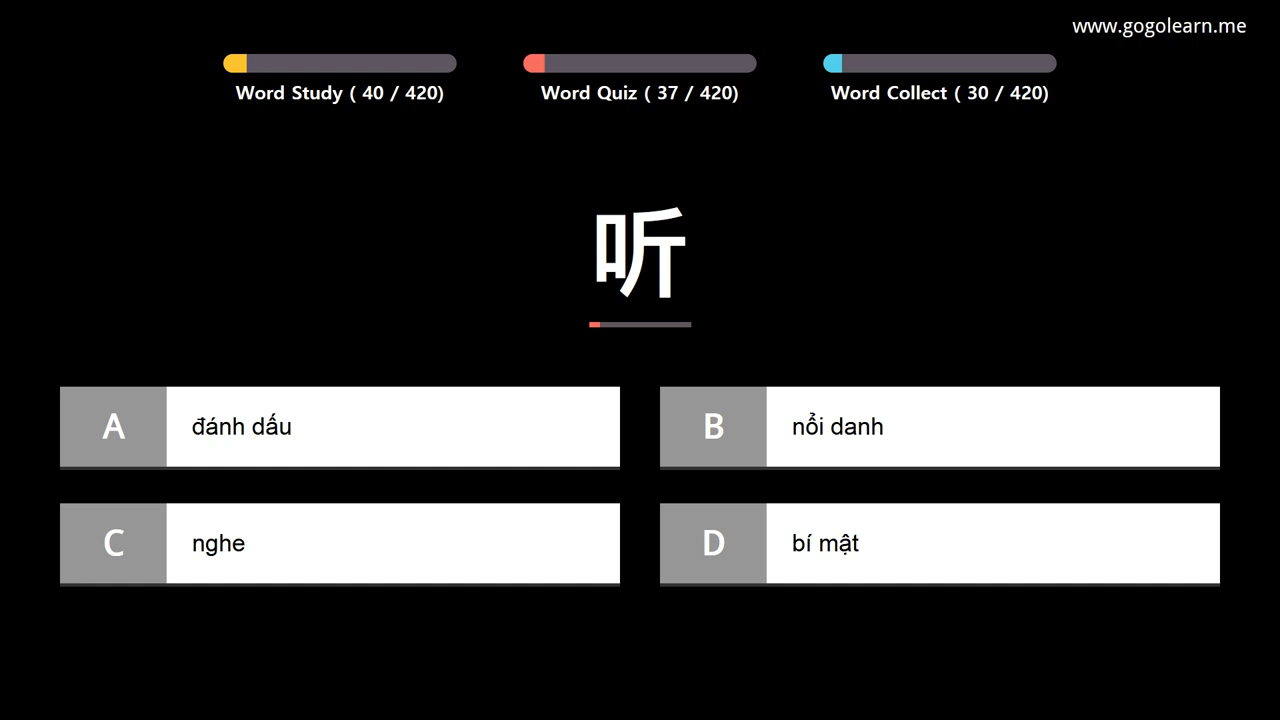 www.gogolearn.me
Word Study ( 40 / 420)
Word Quiz ( 37 / 420)
Word Collect ( 30 / 420)
听
A đánh dấu
B nổi danh
C nghe
D bí mật